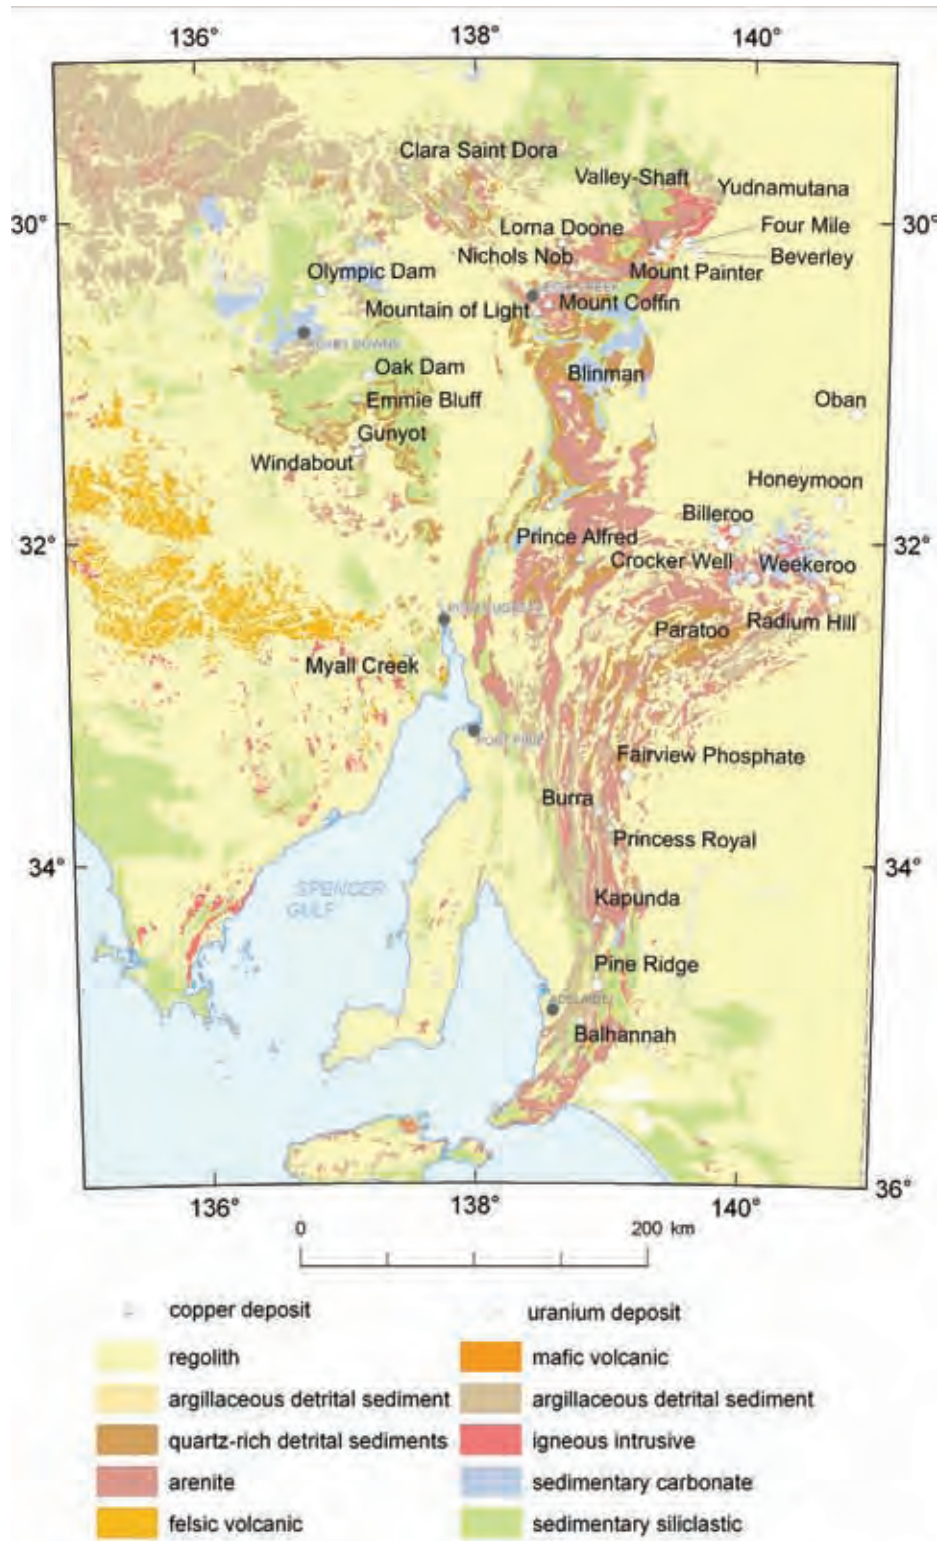 136°
138°
140°
Clara Saint Dora
Valley-Shaft
Yudnamutana
30°
Lorna Doone
Four Mile
30°
Nichols Nob
Beverley
Olympic Dam
Mount Painter
Mountain of Light
Mount Coffin
Oak Dam
Blinman
Emmie Bluff
Oban
Gunyot
Windabout
Honeymoon
Billeroo
32°
Prince Alfred
32°
Crocker Well
Weekeroo
Paratoo
Radium Hill
Myall Creek
PORT PIRIE
Fairview Phosphate
Burra
Princess Royal
34°
34°
SPENCER
GULF
Kapunda
Pine Ridge
ADELAIDE
Balhannah
36°
136°
138°
140°
0
200 km
copper deposit
uranium deposit
regolith
mafic volcanic
argillaceous detrital sediment
argillaceous detrital sediment
quartz-rich detrital sediments
igneous intrusive
arenite
sedimentary carbonate
felsic volcanic
sedimentary siliclastic